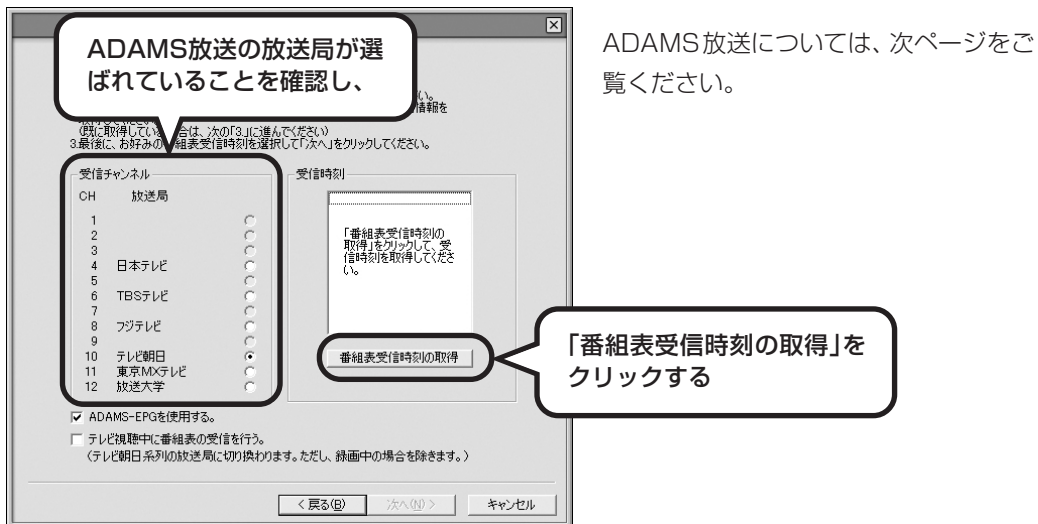 ADAMS放送の放送局が選
ばれていることを確認し、
ADAMS放送については、次ページをご
覧ください。
い。
情報を
(既に取得している場合は、次の「3.」に進んでください)
3.最後に、お好みの番組表受信時刻を選択して「次へ」をクリックしてください。
受信チャンネル
CH 放送局
1
2
3
4 日本テレビ
5
6 TBSテレビ
7
8 フジテレビ
9
10 テレビ朝日
11 東京MXテレビ
12 放送大学
受信時刻
「番組表受信時刻の
取得」をクリックして、受
信時刻を取得してくださ
い。
番組表受信時刻の取得
「番組表受信時刻の取得」を
クリックする
ADAMS-EPGを使用する。
テレビ視聴中に番組表の受信を行う。
(テレビ朝日系列の放送局に切り換わります。ただし、録画中の場合を除きます。)
< 戻る(B)
次へ(N) >
キャンセル